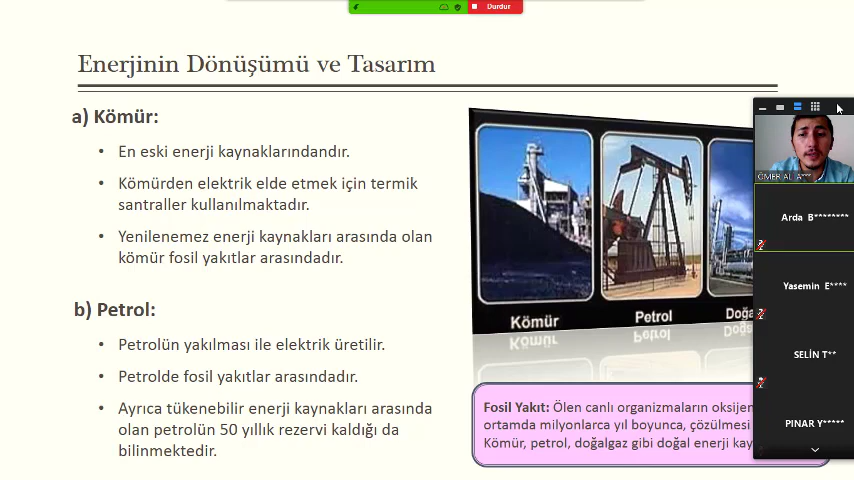 Durdur
Enerjinin Dönüşümü ve Tasarım
a) Kömür:
• En eski enerji kaynaklarındandır.
• Kömürden elektrik elde etmek için termik
santraller kullanılmaktadır.
• Yenilenemez enerji kaynakları arasında olan
kömür fosil yakıtlar arasındadır.
b) Petrol:
• Petrolün yakılması ile elektrik üretilir.
• Petrolde fosil yakıtlar arasındadır.
• Ayrıca tükenebilir enerji kaynakları arasında
olan petrolün 50 yıllık rezervi kaldığı da
bilinmektedir.
Kömür
Petrol
Doğa
Fosil Yakıt: Ölen canlı organizmaların oksijen
ortamda milyonlarca yıl boyunca, çözülmesi
Kömür, petrol, doğalgaz gibi doğal enerji kay
ÖMER AL
Arda B********
Yasemin E****
SELİN T**
PINAR Y*****